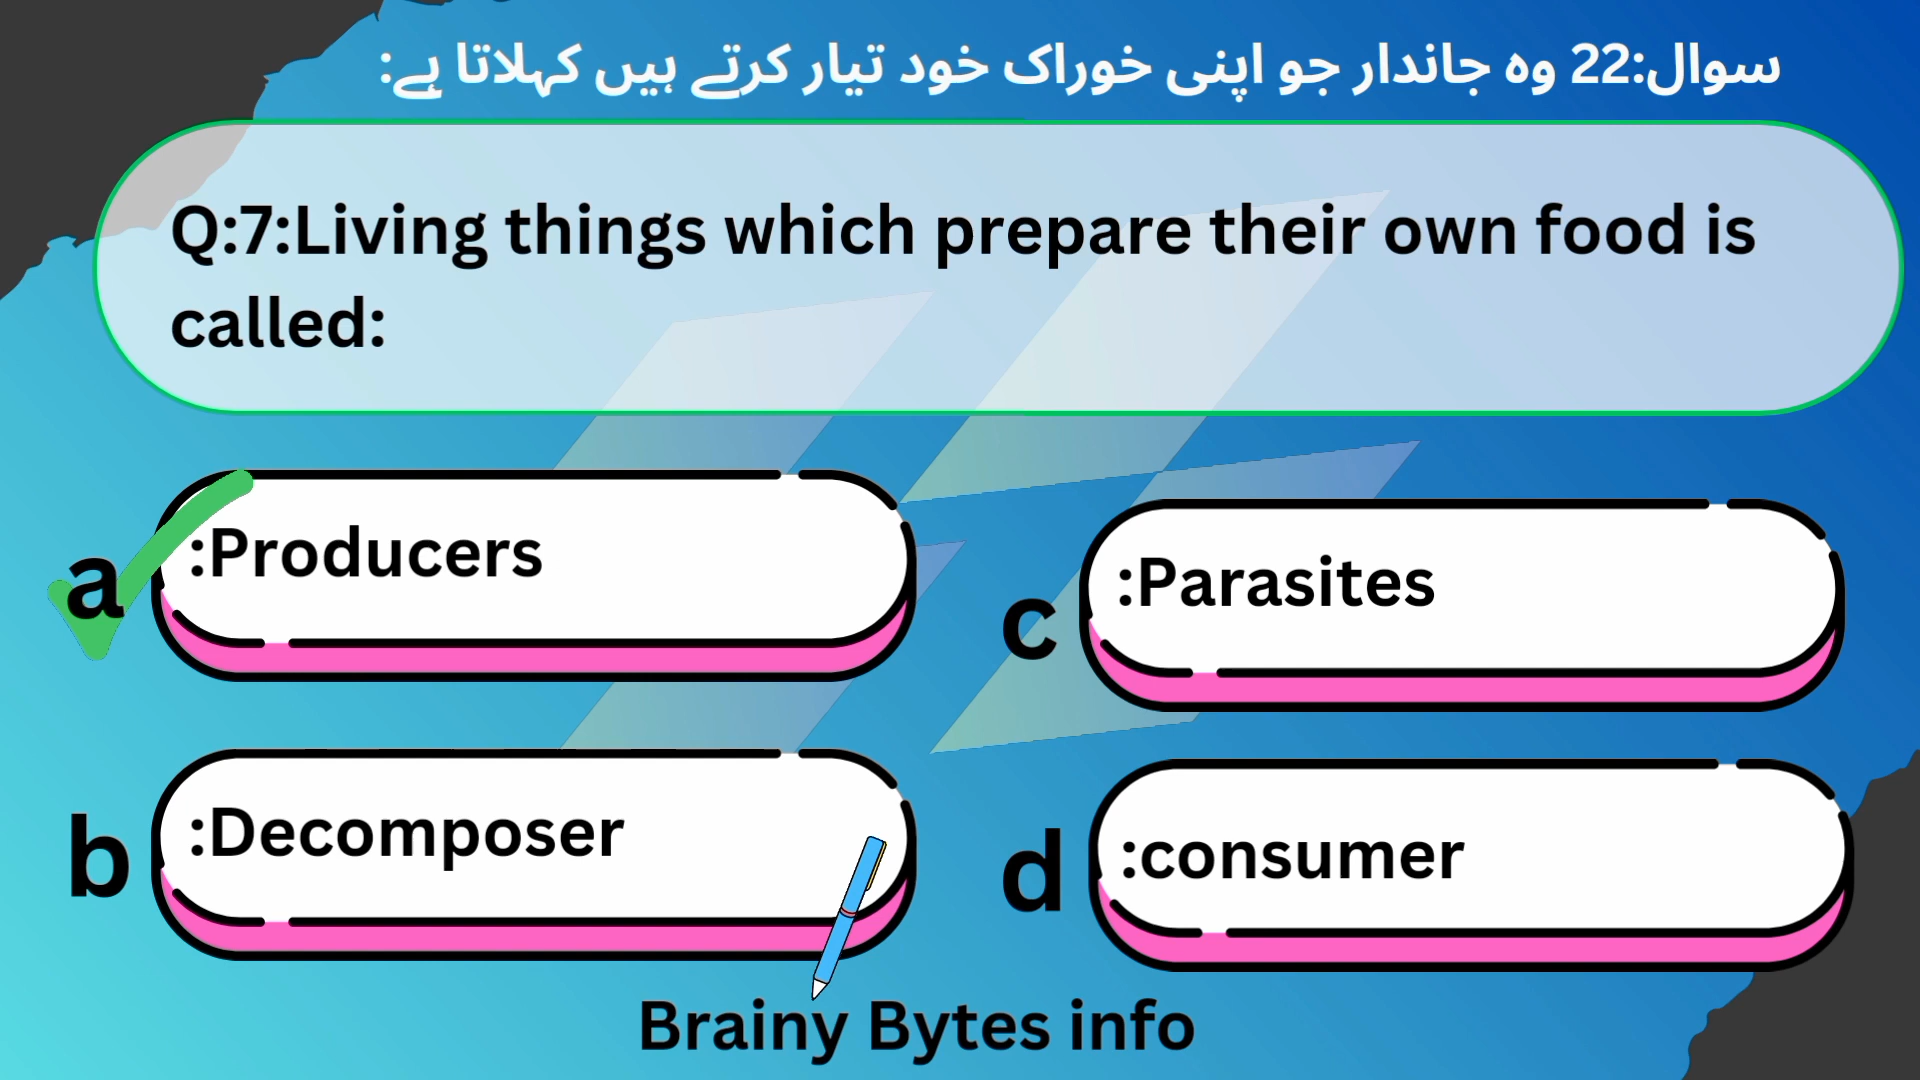 سوال:22 وہ جاندار جو اپنی خوراک خود تیار کرتے ہیں کہلاتا ہے:
Q:7:Living things which prepare their own food is
called:
a :Producers
b :Decomposer
c :Parasites
d :consumer
Brainy Bytes info